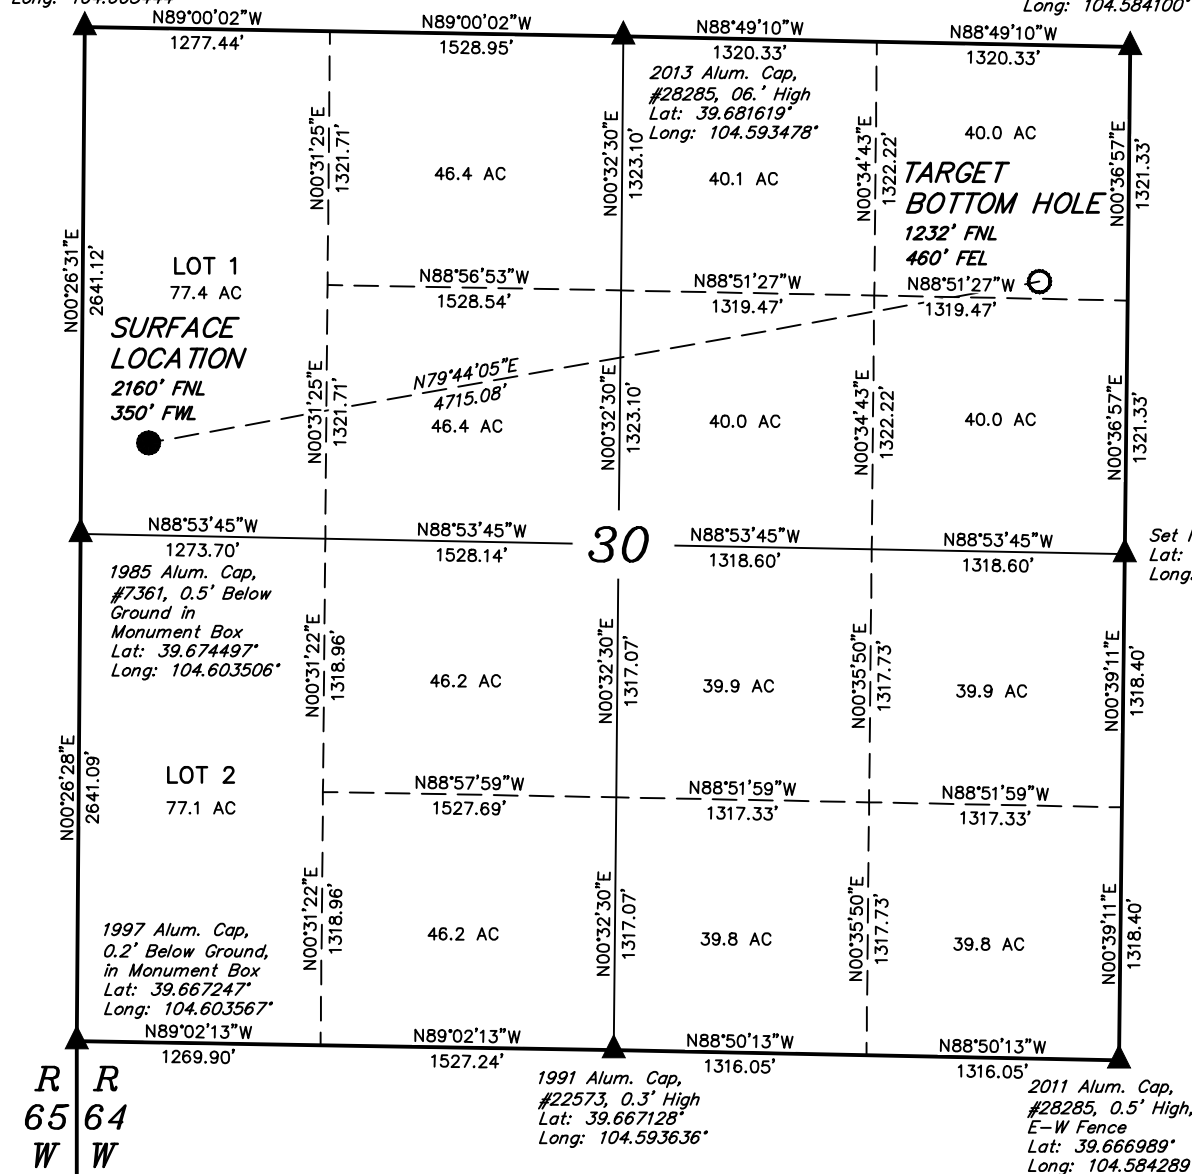 N89°00'02"W
1277.44'
N89°00'02"W
1528.95'
N88°49'10"W
1320.33'
N88°49'10"W
1320.33'
Long: 104.584100°
2013 Alum. Cap,
#28285, 06.' High
Lat: 39.681619°
Long: 104.593478°
N00°31'25"E
1321.71'
N00°32'30"E
1323.10'
N00°34'43"E
1322.22'
N00°36'57"E
1321.33'
46.4 AC
40.1 AC
40.0 AC
TARGET
BOTTOM HOLE
1232' FNL
460' FEL
N00°26'31"E
2641.12'
LOT 1
77.4 AC
N88°56'53"W
1528.54'
N88°51'27"W
1319.47'
N88°51'27"W
1319.47'
SURFACE
LOCATION
2160' FNL
350' FWL
N79°44'05"E
4715.08'
N00°31'25"E
1321.71'
N00°32'30"E
1323.10'
N00°34'43"E
1322.22'
N00°36'57"E
1321.33'
46.4 AC
40.0 AC
40.0 AC
N88°53'45"W
1273.70'
N88°53'45"W
1528.14'
30
N88°53'45"W
1318.60'
N88°53'45"W
1318.60'
Set
Lat:
Long:
1985 Alum. Cap,
#7361, 0.5' Below
Ground in
Monument Box
Lat: 39.674497°
Long: 104.603506°
N00°31'22"E
1318.96'
N00°32'30"E
1317.07'
N00°35'50"E
1317.73'
N00°39'11"E
1318.40'
46.2 AC
39.9 AC
39.9 AC
N00°26'28"E
2641.09'
LOT 2
77.1 AC
N88°57'59"W
1527.69'
N88°51'59"W
1317.33'
N88°51'59"W
1317.33'
N00°31'22"E
1318.96'
N00°32'30"E
1317.07'
N00°35'50"E
1317.73'
N00°39'11"E
1318.40'
46.2 AC
39.8 AC
39.8 AC
1997 Alum. Cap,
0.2' Below Ground,
in Monument Box
Lat: 39.667247°
Long: 104.603567°
N89°02'13"W
1269.90'
N89°02'13"W
1527.24'
N88°50'13"W
1316.05'
N88°50'13"W
1316.05'
R R
65 64
W W
1991 Alum. Cap,
#22573, 0.3' High
Lat: 39.667128°
Long: 104.593636°
2011 Alum. Cap,
#28285, 0.5' High,
E-W Fence
Lat: 39.666989°
Long: 104.584289